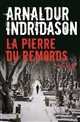 ARNALDUR
INDRIDASON
LA PIERRE
DU REMORDS